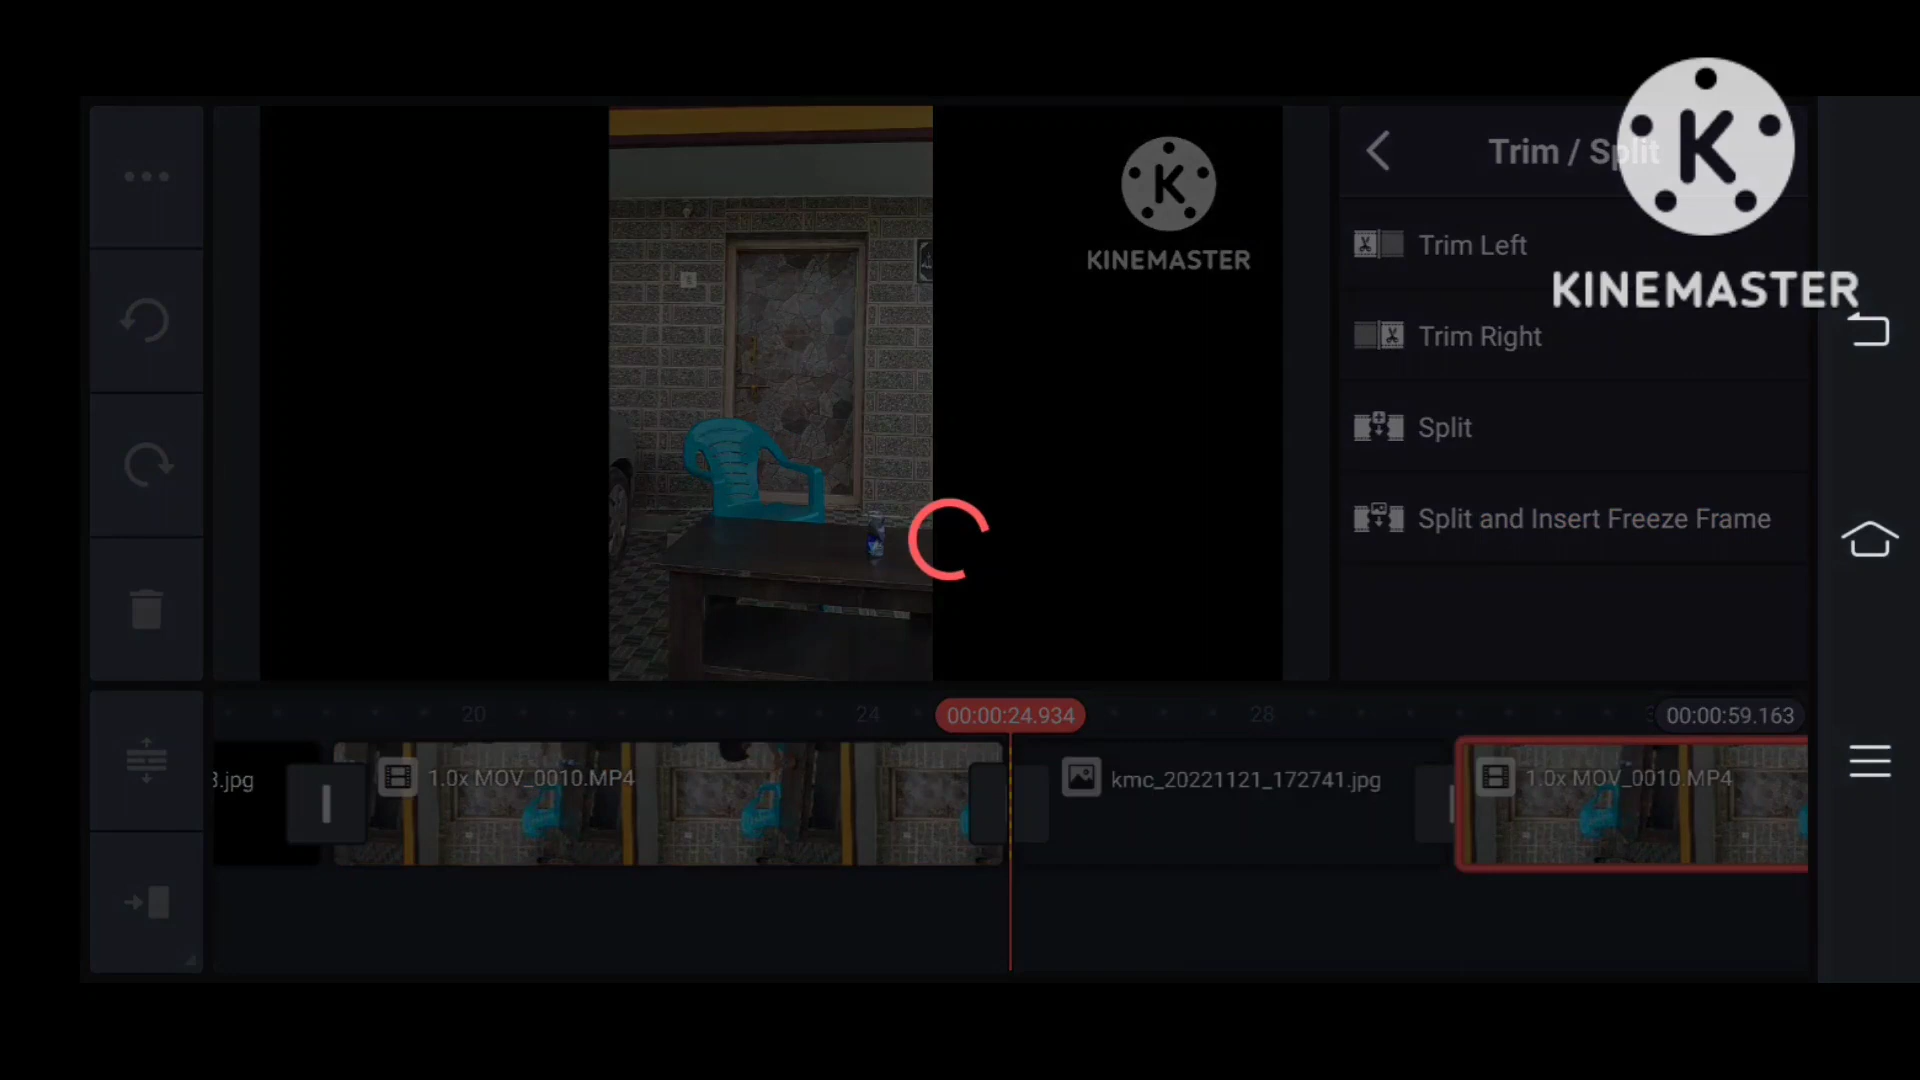 Trim / Split
KINEMASTER
Trim Left
KINEMASTER
Trim Right
Split
Split and Insert Freeze Frame
20
24
00:00:24.934
28
00:00:59.163
3.jpg
1.0x MOV_0010.MP4
kmc_20221121_172741.jpg
1.0x MOV_0010.MP4